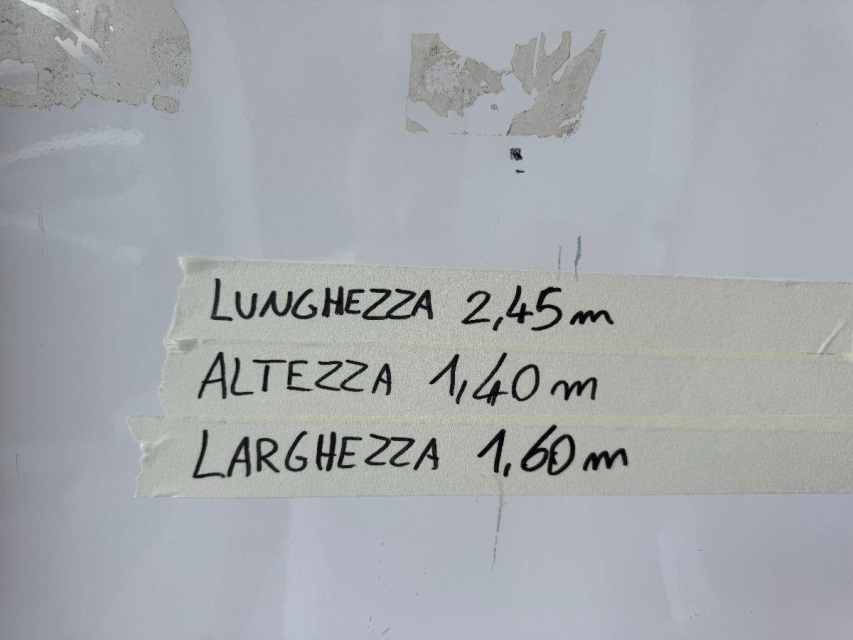 LUNGHEZZA 2,45 m
ALTEZZA 1,40 m
LARGHEZZA 1,60 m